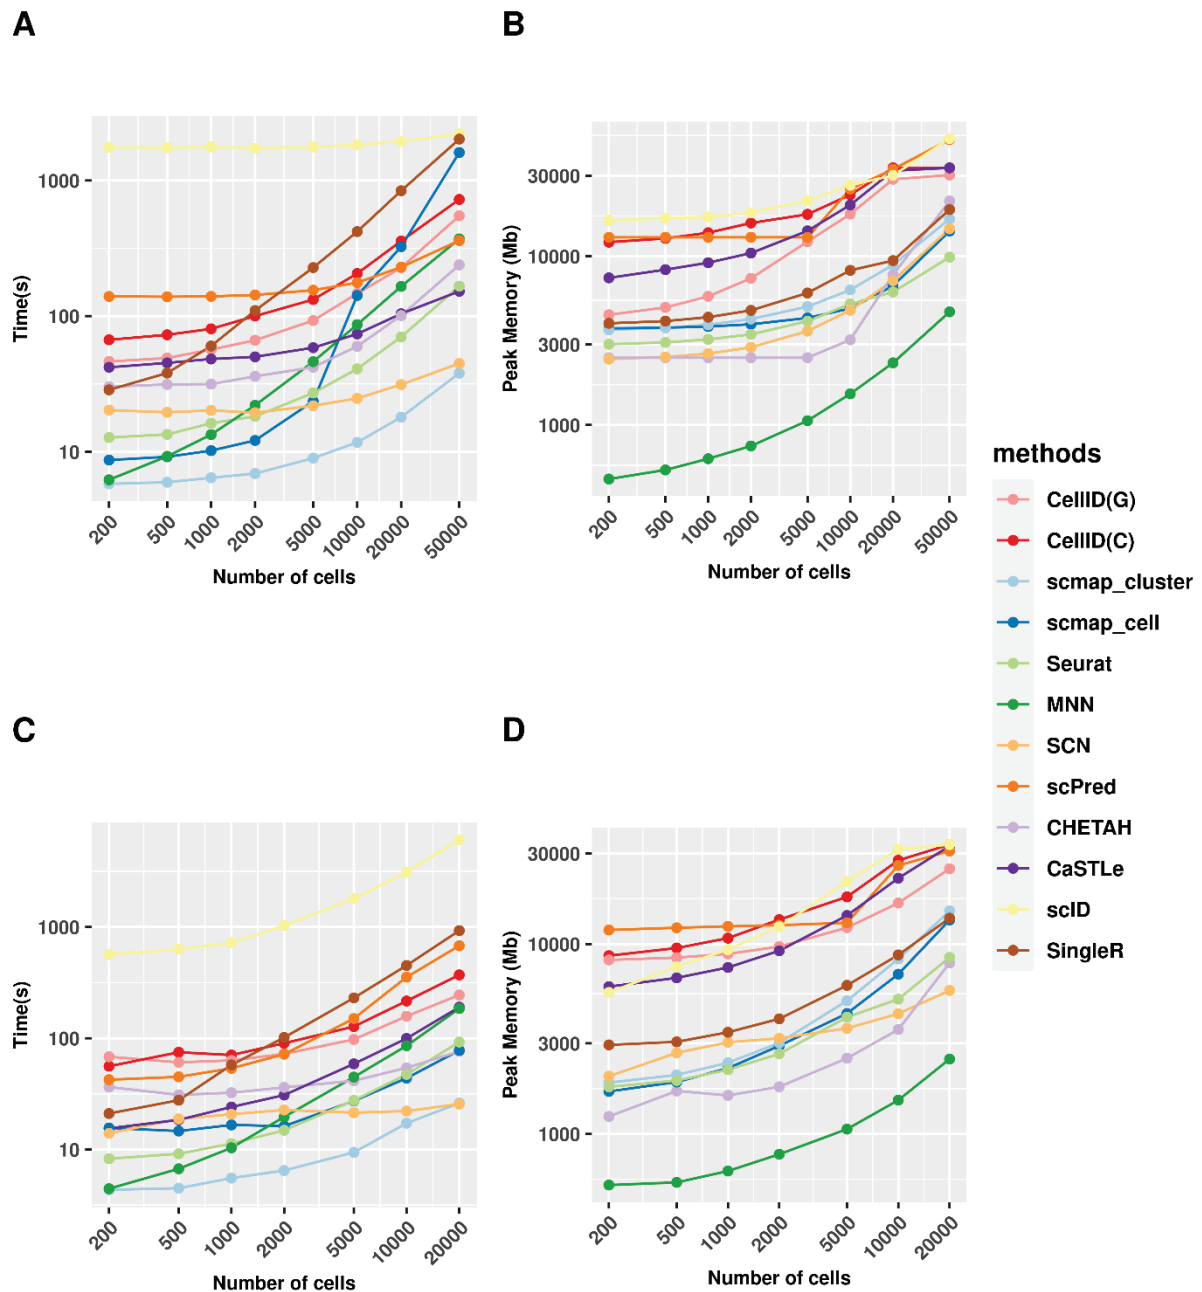 A
B
Time(s)
1000
100
10
200
500
1000
2000
5000
10000
20000
50000
Number of cells
Peak Memory (Mb)
30000
10000
3000
1000
200
500
1000
2000
5000
10000
20000
50000
Number of cells
methods
CellID(G)
CellID(C)
scmap_cluster
scmap_cell
Seurat
MNN
SCN
scPred
CHETAH
CaSTLe
scID
SingleR
C
D
Time(s)
1000
100
10
200
500
1000
2000
5000
10000
20000
Number of cells
Peak Memory (Mb)
30000
10000
3000
1000
200
500
1000
2000
5000
10000
20000
Number of cells